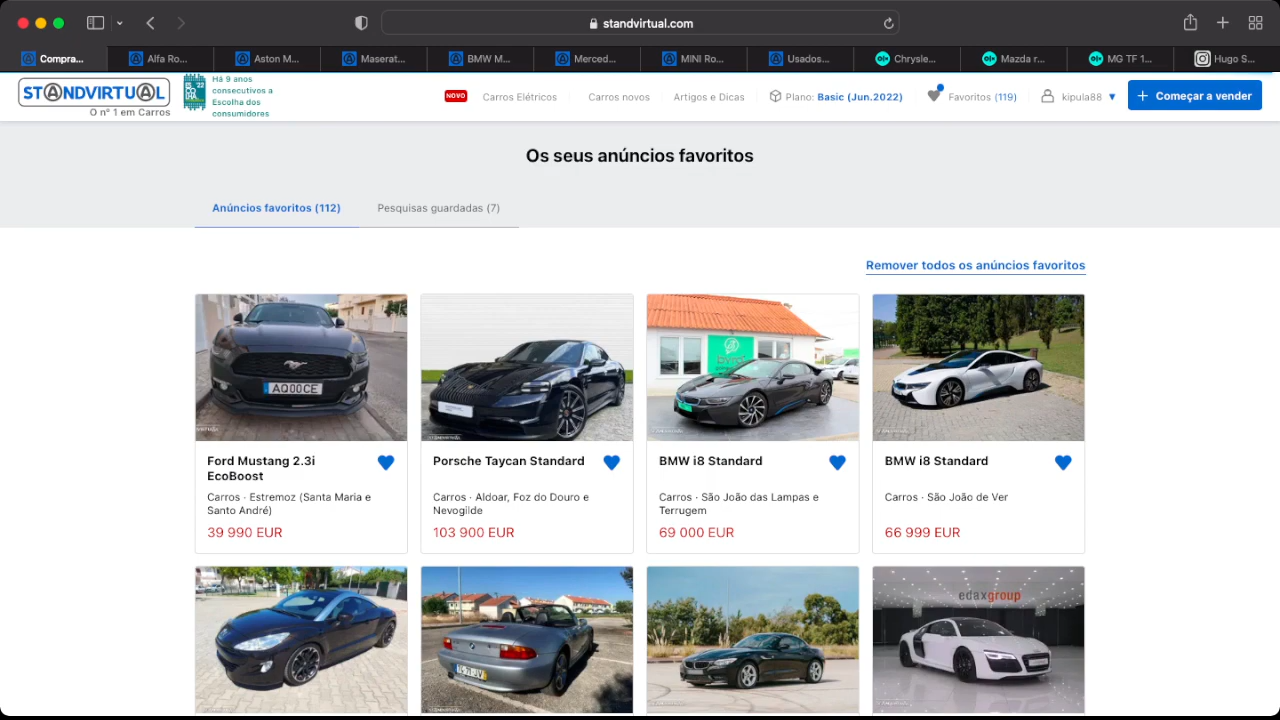 standvirtual.com
Compra...
Alfa Ro...
Aston M...
Maserat...
BMW M...
Merced...
MINI Ro...
Usados...
Chrysle...
Mazda r...
MG TF 1...
Hugo S...
STANDVIRTUAL
O nº 1 em Carros
Há 9 anos
consecutivos a
Escolha dos
consumidores
NOVO
Carros Elétricos
Carros novos
Artigos e Dicas
Plano: Basic (Jun.2022)
Favoritos (119)
kipula88
Começar a vender
Os seus anúncios favoritos
Anúncios favoritos (112)
Pesquisas guardadas (7)
Remover todos os anúncios favoritos
AQ00CE
Ford Mustang 2.3i
EcoBoost
Carros · Estremoz (Santa Maria e
Santo André)
39 990 EUR
Porsche Taycan Standard
Carros · Aldoar, Foz do Douro e
Nevogilde
103 900 EUR
BMW i8 Standard
Carros · São João das Lampas e
Terrugem
69 000 EUR
BMW i8 Standard
Carros · São João de Ver
66 999 EUR
edaxgroup